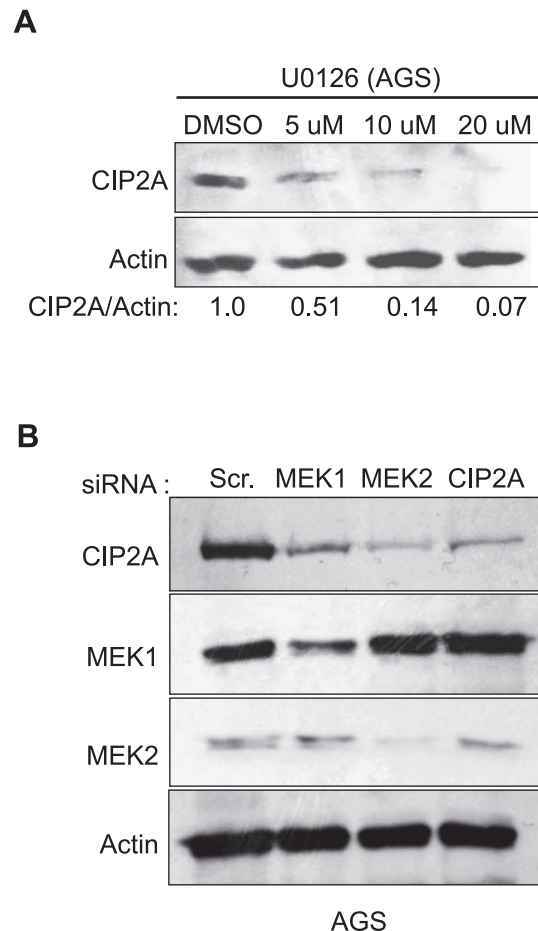 A
U0126 (AGS)
DMSO 5 uM 10 uM 20 uM
CIP2A
Actin
CIP2A/Actin: 1.0 0.51 0.14 0.07
B
siRNA : Scr. MEK1 MEK2 CIP2A
CIP2A
MEK1
MEK2
Actin
AGS